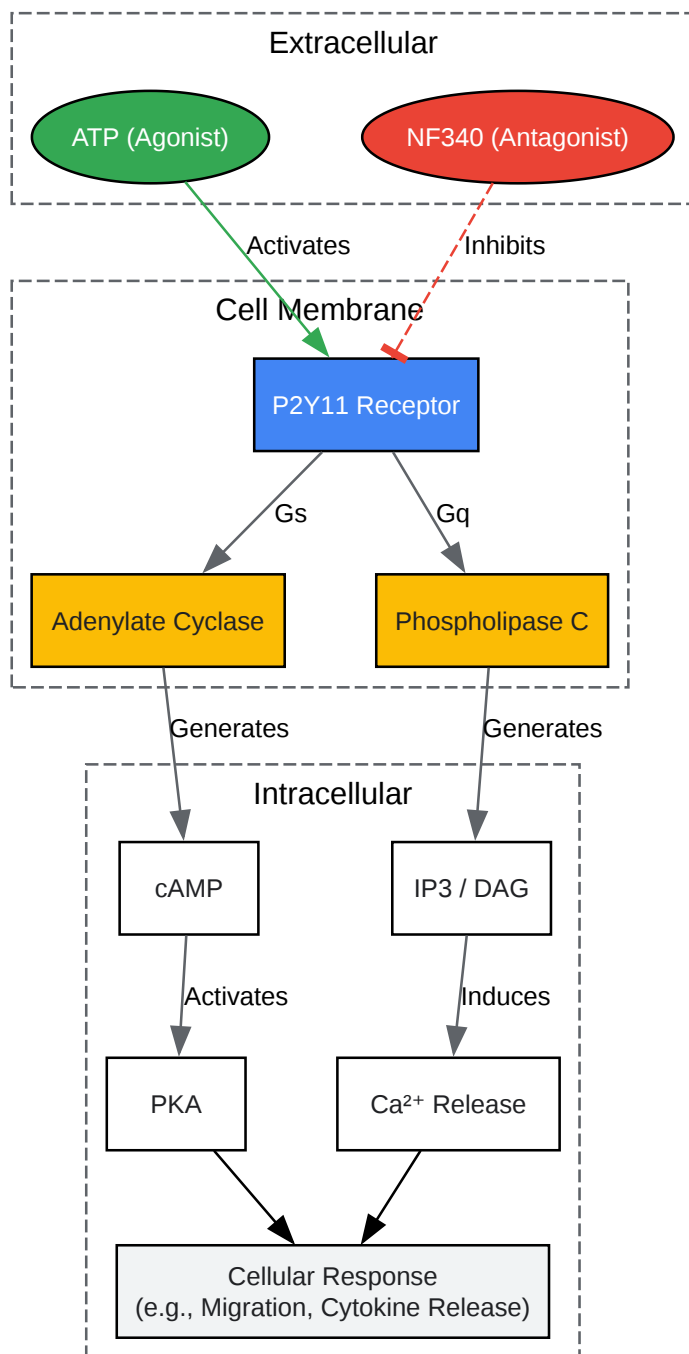 Extracellular
ATP (Agonist)
NF340 (Antagonist)
Activates
Inhibits
Cell Membrane
P2Y11 Receptor
Gs
Gq
Adenylate Cyclase
Phospholipase C
Generates
Generates
Intracellular
cAMP
IP3 / DAG
Activates
Induces
PKA
Ca²⁺ Release
Cellular Response
(e.g., Migration, Cytokine Release)